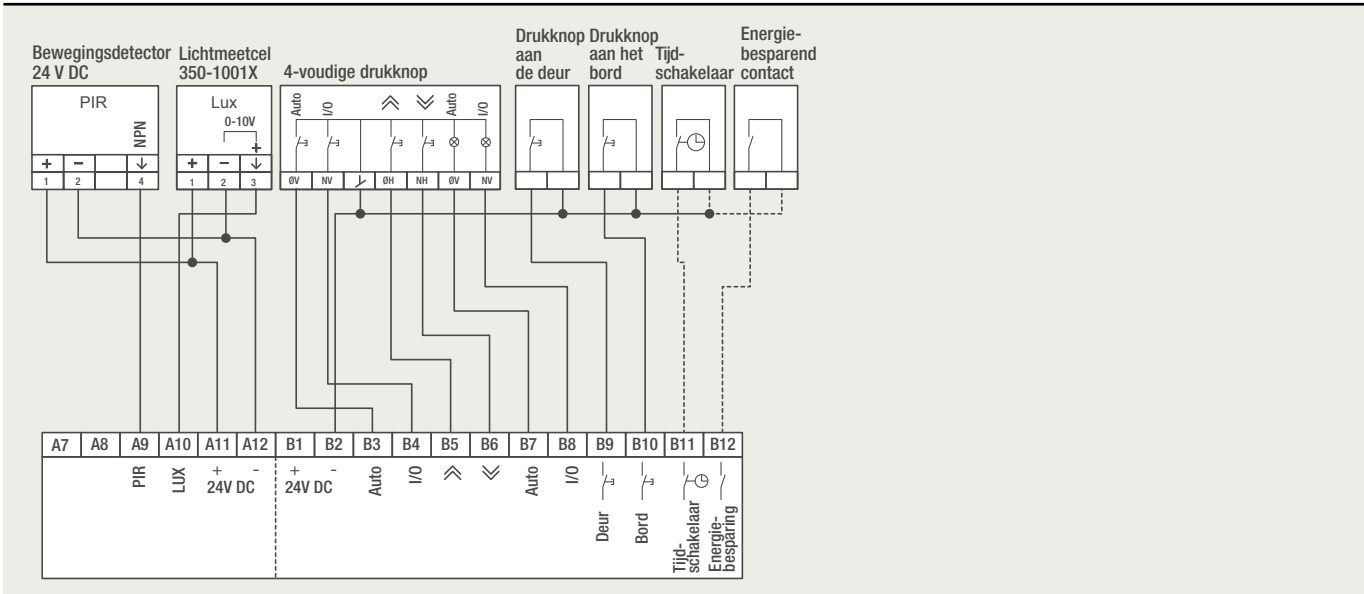 Bewegingsdetector
24 V DC
Lichtmeetcel
350-1001X
4-voudige drukknop
Drukknop
aan
de deur
Drukknop
aan het
bord
Tijd-
schakelaar
Energie-
besparend
contact
PIR
NPN
+ −
1 2 4
Lux
0-10V
+
+ −
1 2 3
Auto I/O Auto I/O
ØV NV ØH NH ØV NV
A7 A8 A9 A10 A11 A12 B1 B2 B3 B4 B5 B6 B7 B8 B9 B10 B11 B12
PIR
LUX
+ -
24V DC
+ -
24V DC
Auto
I/O
Auto
I/O
Deur
Bord
Tijd-
schakelaar
Energie-
besparing